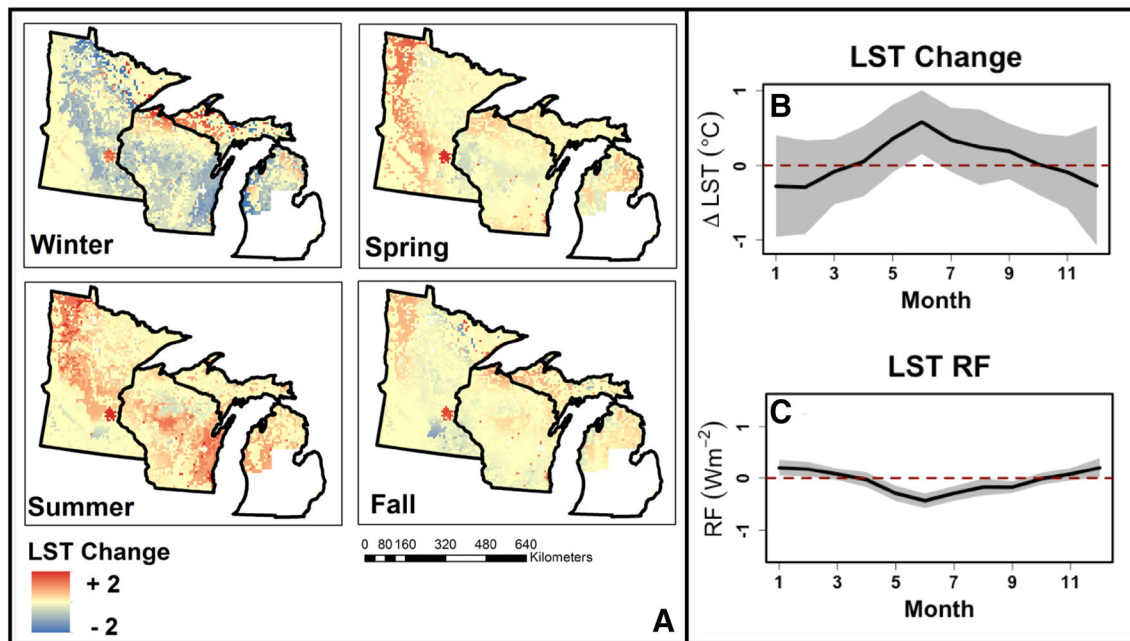 Winter
Spring
Summer
Fall
LST Change
+ 2
- 2
0 80 160 320 480 640
Kilometers
A
LST Change
B
Δ LST (°C)
1
0
-1
1 3 5 7 9 11
Month
LST RF
C
RF (Wm⁻²)
1
0
-1
1 3 5 7 9 11
Month